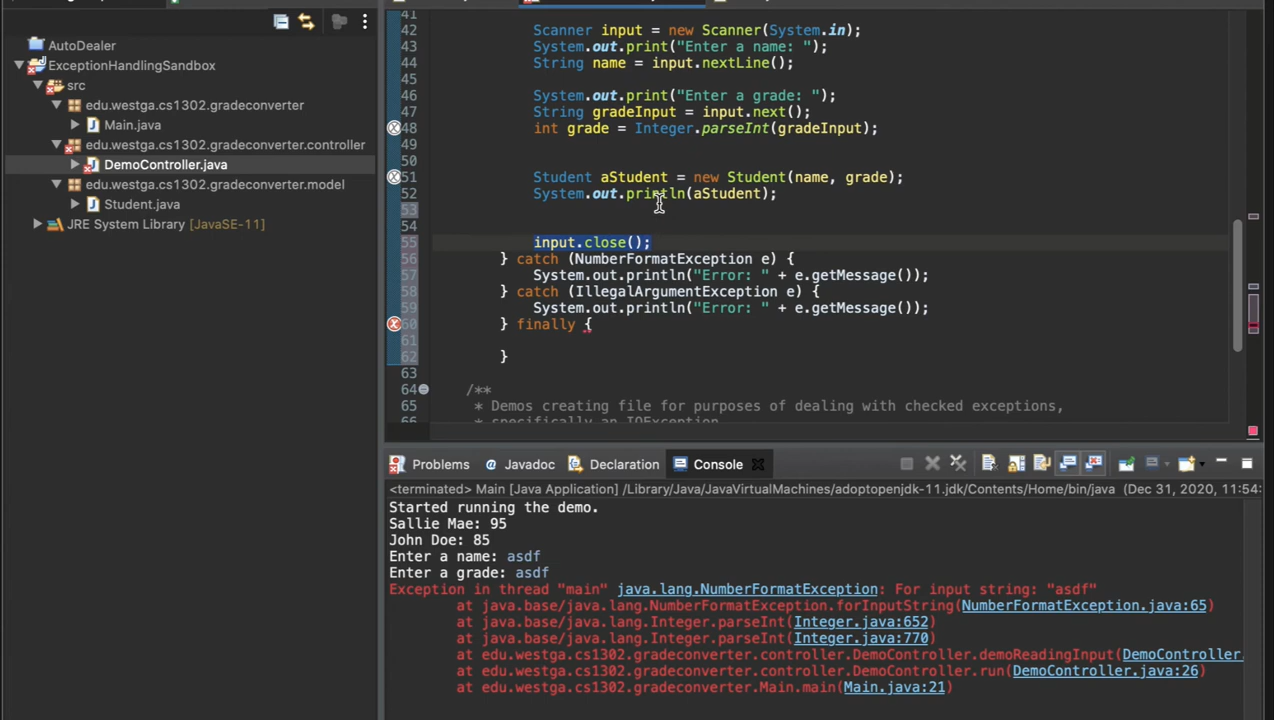 AutoDealer
ExceptionHandlingSandbox
src
edu.westga.cs1302.gradeconverter
Main.java
edu.westga.cs1302.gradeconverter.controller
DemoController.java
edu.westga.cs1302.gradeconverter.model
Student.java
JRE System Library [JavaSE-11]
41
42 Scanner input = new Scanner(System.in);
43 System.out.print("Enter a name: ");
44 String name = input.nextLine();
45
46 System.out.print("Enter a grade: ");
47 String gradeInput = input.next();
48 int grade = Integer.parseInt(gradeInput);
49
50
51 Student aStudent = new Student(name, grade);
52 System.out.println(aStudent);
53
54
55 input.close();
56 } catch (NumberFormatException e) {
57 System.out.println("Error: " + e.getMessage());
58 } catch (IllegalArgumentException e) {
59 System.out.println("Error: " + e.getMessage());
60 } finally {
61
62 }
63
64 /**
65 * Demos creating file for purposes of dealing with checked exceptions,
66 * specifically an IOException
Problems @ Javadoc Declaration Console
<terminated> Main [Java Application] /Library/Java/JavaVirtualMachines/adoptopenjdk-11.jdk/Contents/Home/bin/java (Dec 31, 2020, 11:54:
Started running the demo.
Sallie Mae: 95
John Doe: 85
Enter a name: asdf
Enter a grade: asdf
Exception in thread "main" java.lang.NumberFormatException: For input string: "asdf"
at java.base/java.lang.NumberFormatException.forInputString(NumberFormatException.java:65)
at java.base/java.lang.Integer.parseInt(Integer.java:652)
at java.base/java.lang.Integer.parseInt(Integer.java:770)
at edu.westga.cs1302.gradeconverter.controller.DemoController.demoReadingInput(DemoController.
at edu.westga.cs1302.gradeconverter.controller.DemoController.run(DemoController.java:26)
at edu.westga.cs1302.gradeconverter.Main.main(Main.java:21)